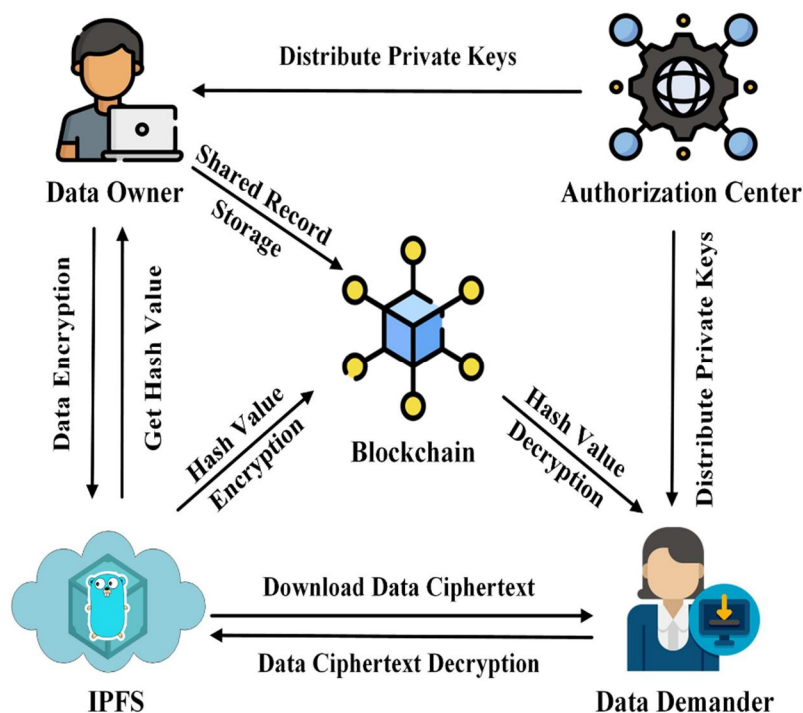 Distribute Private Keys
Data Owner
Authorization Center
Shared Record
Storage
Data Encryption
Get Hash Value
Distribute Private Keys
Blockchain
Hash Value
Encryption
Hash Value
Decryption
Download Data Ciphertext
Data Ciphertext Decryption
IPFS
Data Demander